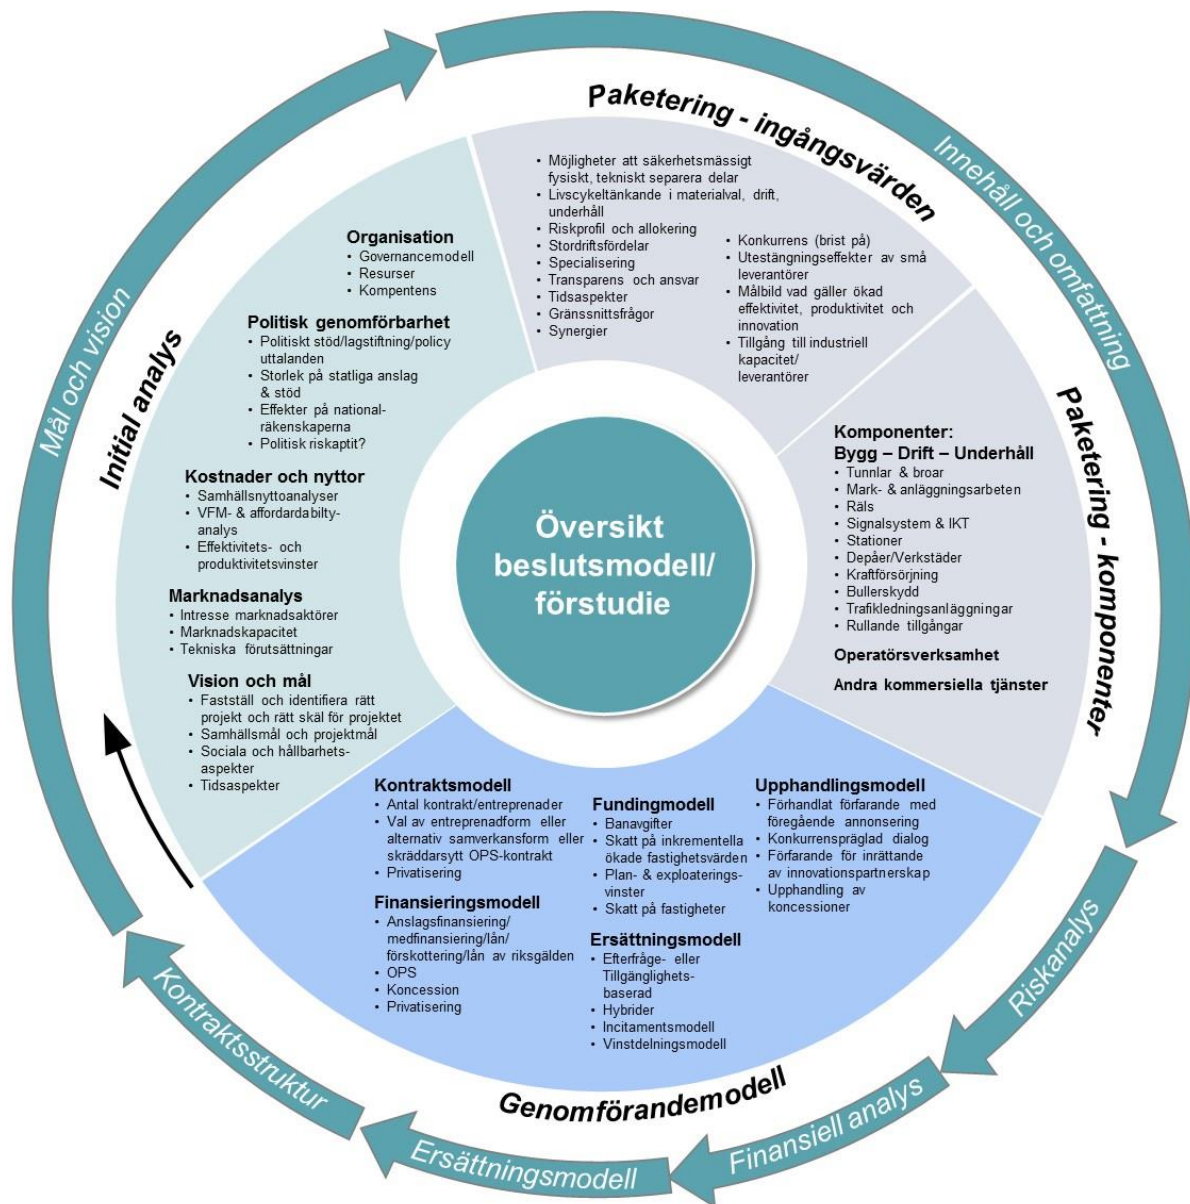 Mål och vision
Innehåll och omfattning
Riskanalys
Finansiell analys
Ersättningsmodell
Kontraktsstruktur
Initial analys
Paketering - ingångsvärden
Paketering - komponenter
Genomförandemodell
Översikt
beslutsmodell/
förstudie
Organisation
• Governancemodell
• Resurser
• Kompetens
Politisk genomförbarhet
• Politiskt stöd/lagstiftning/policy
uttalanden
• Storlek på statliga anslag
& stöd
• Effekter på national-
räkenskaperna
• Politisk riskaptit?
Kostnader och nyttor
• Samhällsnyttoanalyser
• VFM- & affordardabilty-
analys
• Effektivitets- och
produktivitetsvinster
Marknadsanalys
• Intresse marknadsaktörer
• Marknadskapacitet
• Tekniska förutsättningar
Vision och mål
• Fastställ och identifiera rätt
projekt och rätt skäl för projektet
• Samhällsmål och projektmål
• Sociala och hållbarhets-
aspekter
• Tidsaspekter
• Möjligheter att säkerhetsmässigt
fysiskt, tekniskt separera delar
• Livscykeltänkande i materialval, drift,
underhåll
• Riskprofil och allokering
• Stordriftsfördelar
• Specialisering
• Transparens och ansvar
• Tidsaspekter
• Gränssnittsfrågor
• Synergier
• Konkurrens (brist på)
• Utestängningseffekter av små
leverantörer
• Målbild vad gäller ökad
effektivitet, produktivitet och
innovation
• Tillgång till industriell
kapacitet/
leverantörer
Komponenter:
Bygg – Drift – Underhåll
• Tunnlar & broar
• Mark- & anläggningsarbeten
• Räls
• Signalsystem & IKT
• Stationer
• Depåer/Verkstäder
• Kraftförsörjning
• Bullerskydd
• Trafikledningsanläggningar
• Rullande tillgångar
Operatörsverksamhet
Andra kommersiella tjänster
Kontraktsmodell
• Antal kontrakt/entreprenader
• Val av entreprenadform eller
alternativ samverkansform eller
skräddarsytt OPS-kontrakt
• Privatisering
Finansieringsmodell
• Anslagsfinansiering/
medfinansiering/lån/
förskottering/lån av riksgälden
• OPS
• Koncession
• Privatisering
Fundingmodell
• Banavgifter
• Skatt på inkrementella
ökade fastighetsvärden
• Plan- & exploaterings-
vinster
• Skatt på fastigheter
Ersättningsmodell
• Efterfråge- eller
Tillgänglighets-
baserad
• Hybrider
• Incitamentsmodell
• Vinstdelningsmodell
Upphandlingsmodell
• Förhandlat förfarande med
föregående annonsering
• Konkurrenspräglad dialog
• Förfarande för inrättande
av innovationspartnerskap
• Upphandling av
koncessioner